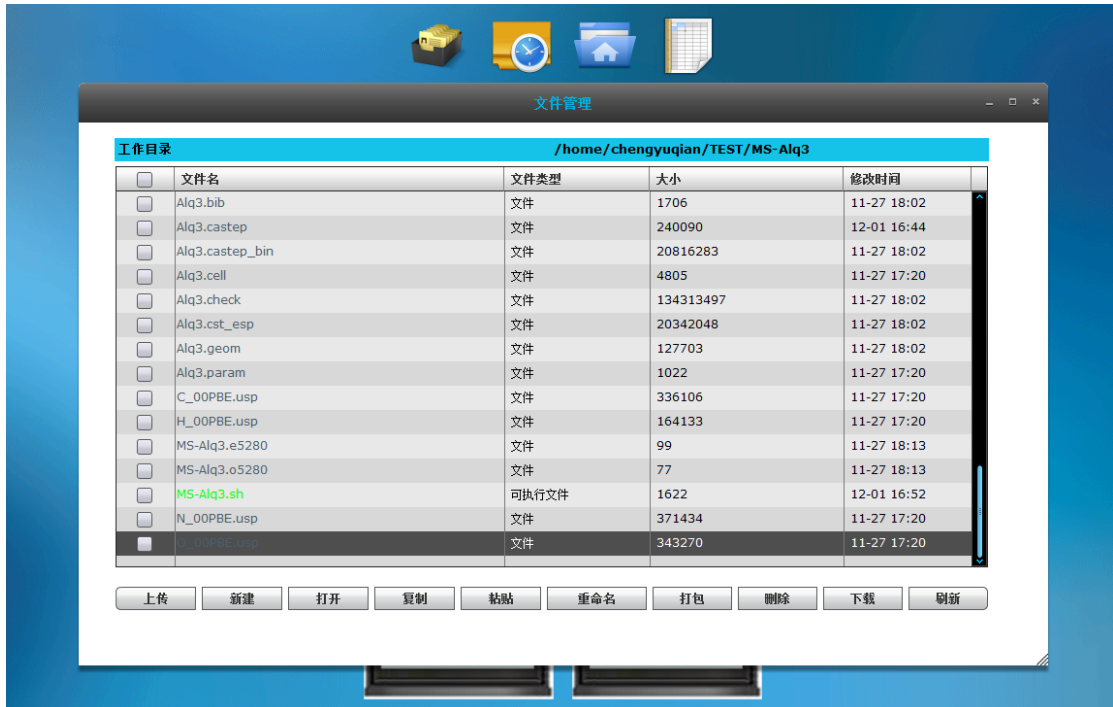 文件管理
工作目录 /home/chengyuqian/TEST/MS-Alq3
文件名 文件类型 大小 修改时间
Alq3.bib 文件 1706 11-27 18:02
Alq3.castep 文件 240090 12-01 16:44
Alq3.castep_bin 文件 20816283 11-27 18:02
Alq3.cell 文件 4805 11-27 17:20
Alq3.check 文件 134313497 11-27 18:02
Alq3.cst_esp 文件 20342048 11-27 18:02
Alq3.geom 文件 127703 11-27 18:02
Alq3.param 文件 1022 11-27 17:20
C_00PBE.usp 文件 336106 11-27 17:20
H_00PBE.usp 文件 164133 11-27 17:20
MS-Alq3.e5280 文件 99 11-27 18:13
MS-Alq3.o5280 文件 77 11-27 18:13
MS-Alq3.sh 可执行文件 1622 12-01 16:52
N_00PBE.usp 文件 371434 11-27 17:20
O_00PBE.usp 文件 343270 11-27 17:20
上传 新建 打开 复制 粘贴 重命名 打包 删除 下载 刷新